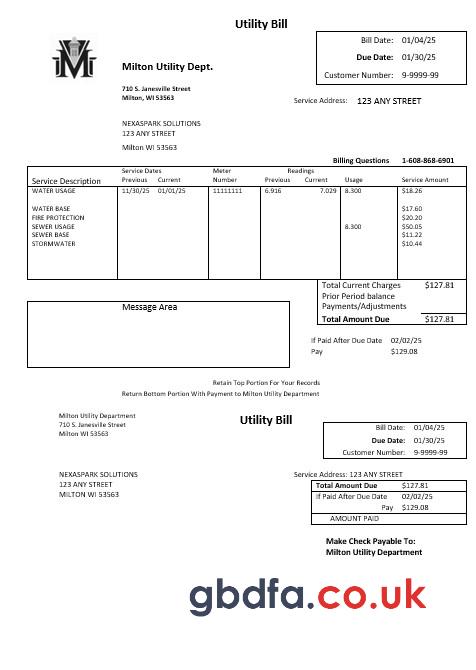 Utility Bill
Bill Date: 01/04/25
Due Date: 01/30/25
Customer Number: 9-9999-99
M
Milton Utility Dept.
710 S. Janesville Street
Milton, WI 53563
Service Address: 123 ANY STREET
NEXASPARK SOLUTIONS
123 ANY STREET
Milton WI 53563
Billing Questions 1-608-868-6901
Service Dates Meter Readings
Service Description Previous Current Number Previous Current Usage Service Amount
WATER USAGE 11/30/25 01/01/25 11111111 6.916 7.029 8.300 $18.26
WATER BASE $17.60
FIRE PROTECTION $20.20
SEWER USAGE 8.300 $50.05
SEWER BASE $11.22
STORMWATER $10.44
Total Current Charges $127.81
Prior Period balance
Payments/Adjustments
Total Amount Due $127.81
Message Area
If Paid After Due Date 02/02/25
Pay $129.08
Retain Top Portion For Your Records
Return Bottom Portion With Payment to Milton Utility Department
Milton Utility Department
710 S. Janesville Street
Milton WI 53563
Utility Bill
Bill Date: 01/04/25
Due Date: 01/30/25
Customer Number: 9-9999-99
NEXASPARK SOLUTIONS
123 ANY STREET
MILTON WI 53563
Service Address: 123 ANY STREET
Total Amount Due $127.81
If Paid After Due Date 02/02/25
Pay $129.08
AMOUNT PAID
Make Check Payable To:
Milton Utility Department
gbdfa.co.uk